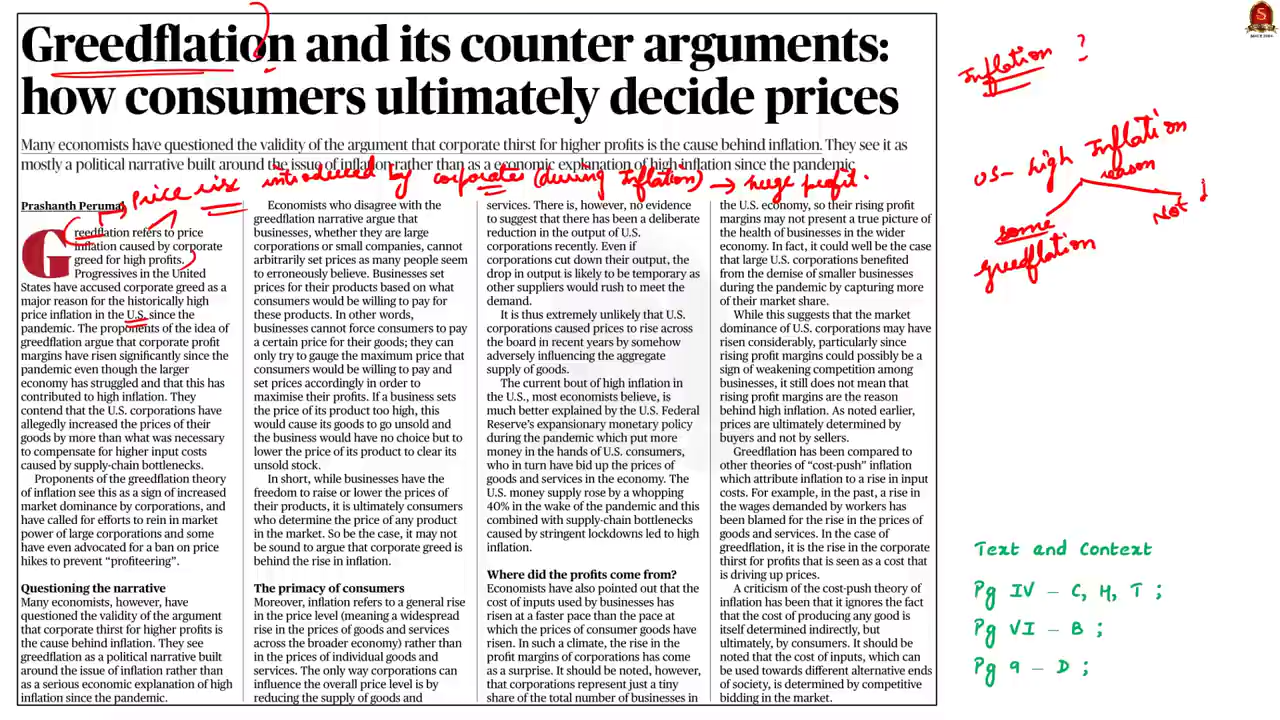 Greedflation and its counter arguments:
how consumers ultimately decide prices
Many economists have questioned the validity of the argument that corporate thirst for higher profits is the cause behind inflation. They see it as
mostly a political narrative built around the issue of inflation rather than as a economic explanation of high inflation since the pandemic
Price rise introduced by corporates (during Inflation) → huge profit.
Prashanth Perumal
Greedflation refers to price
inflation caused by corporate
greed for high profits.
Progressives in the United
States have accused corporate greed as a
major reason for the historically high
price inflation in the U.S. since the
pandemic. The proponents of the idea of
greedflation argue that corporate profit
margins have risen significantly since the
pandemic even though the larger
economy has struggled and that this has
contributed to high inflation. They
contend that the U.S. corporations have
allegedly increased the prices of their
goods by more than what was necessary
to compensate for higher input costs
caused by supply-chain bottlenecks.
Proponents of the greedflation theory
of inflation see this as a sign of increased
market dominance by corporations, and
have called for efforts to rein in market
power of large corporations and some
have even advocated for a ban on price
hikes to prevent “profiteering”.
Questioning the narrative
Many economists, however, have
questioned the validity of the argument
that corporate thirst for higher profits is
the cause behind inflation. They see
greedflation as a political narrative built
around the issue of inflation rather than
as a serious economic explanation of high
inflation since the pandemic.
Economists who disagree with the
greedflation narrative argue that
businesses, whether they are large
corporations or small companies, cannot
arbitrarily set prices as many people seem
to erroneously believe. Businesses set
prices for their products based on what
consumers would be willing to pay for
these products. In other words,
businesses cannot force consumers to pay
a certain price for their goods; they can
only try to gauge the maximum price that
consumers would be willing to pay and
set prices accordingly in order to
maximise their profits. If a business sets
the price of its product too high, this
would cause its goods to go unsold and
the business would have no choice but to
lower the price of its product to clear its
unsold stock.
In short, while businesses have the
freedom to raise or lower the prices of
their products, it is ultimately consumers
who determine the price of any product
in the market. So be the case, it may not
be sound to argue that corporate greed is
behind the rise in inflation.
The primacy of consumers
Moreover, inflation refers to a general rise
in the price level (meaning a widespread
rise in the prices of goods and services
across the broader economy) rather than
in the prices of individual goods and
services. The only way corporations can
influence the overall price level is by
reducing the supply of goods and
services. There is, however, no evidence
to suggest that there has been a deliberate
reduction in the output of U.S.
corporations recently. Even if
corporations cut down their output, the
drop in output is likely to be temporary as
other suppliers would rush to meet the
demand.
It is thus extremely unlikely that U.S.
corporations caused prices to rise across
the board in recent years by somehow
adversely influencing the aggregate
supply of goods.
The current bout of high inflation in
the U.S., most economists believe, is
much better explained by the U.S. Federal
Reserve’s expansionary monetary policy
during the pandemic which put more
money in the hands of U.S. consumers,
who in turn have bid up the prices of
goods and services in the economy. The
U.S. money supply rose by a whopping
40% in the wake of the pandemic and this
combined with supply-chain bottlenecks
caused by stringent lockdowns led to high
inflation.
Where did the profits come from?
Economists have also pointed out that the
cost of inputs used by businesses has
risen at a faster pace than the pace at
which the prices of consumer goods have
risen. In such a climate, the rise in the
profit margins of corporations has come
as a surprise. It should be noted, however,
that corporations represent just a tiny
share of the total number of businesses in
the U.S. economy, so their rising profit
margins may not present a true picture of
the health of businesses in the wider
economy. In fact, it could well be the case
that large U.S. corporations benefited
from the demise of smaller businesses
during the pandemic by capturing more
of their market share.
While this suggests that the market
dominance of U.S. corporations may have
risen considerably, particularly since
rising profit margins could possibly be a
sign of weakening competition among
businesses, it still does not mean that
rising profit margins are the reason
behind high inflation. As noted earlier,
prices are ultimately determined by
buyers and not by sellers.
Greedflation has been compared to
other theories of “cost-push” inflation
which attribute inflation to a rise in input
costs. For example, in the past, a rise in
the wages demanded by workers has
been blamed for the rise in the prices of
goods and services. In the case of
greedflation, it is the rise in the corporate
thirst for profits that is seen as a cost that
is driving up prices.
A criticism of the cost-push theory of
inflation has been that it ignores the fact
that the cost of producing any good is
itself determined indirectly, but
ultimately, by consumers. It should be
noted that the cost of inputs, which can
be used towards different alternative ends
of society, is determined by competitive
bidding in the market.
Inflation ?
US- high Inflation
reason
some Not
greedflation
Text and Context
Pg IV - C, H, T ;
Pg VI - B ;
Pg 9 - D ;